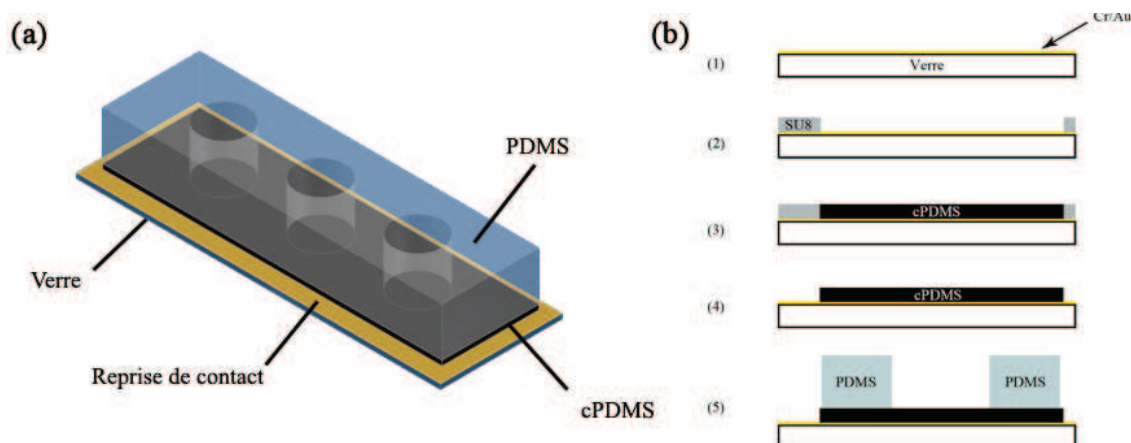 (a)
PDMS
Verre
Reprise de contact
cPDMS
(b)
Cr/Au
(1)
Verre
(2)
SU8
(3)
cPDMS
(4)
cPDMS
(5)
PDMS
PDMS